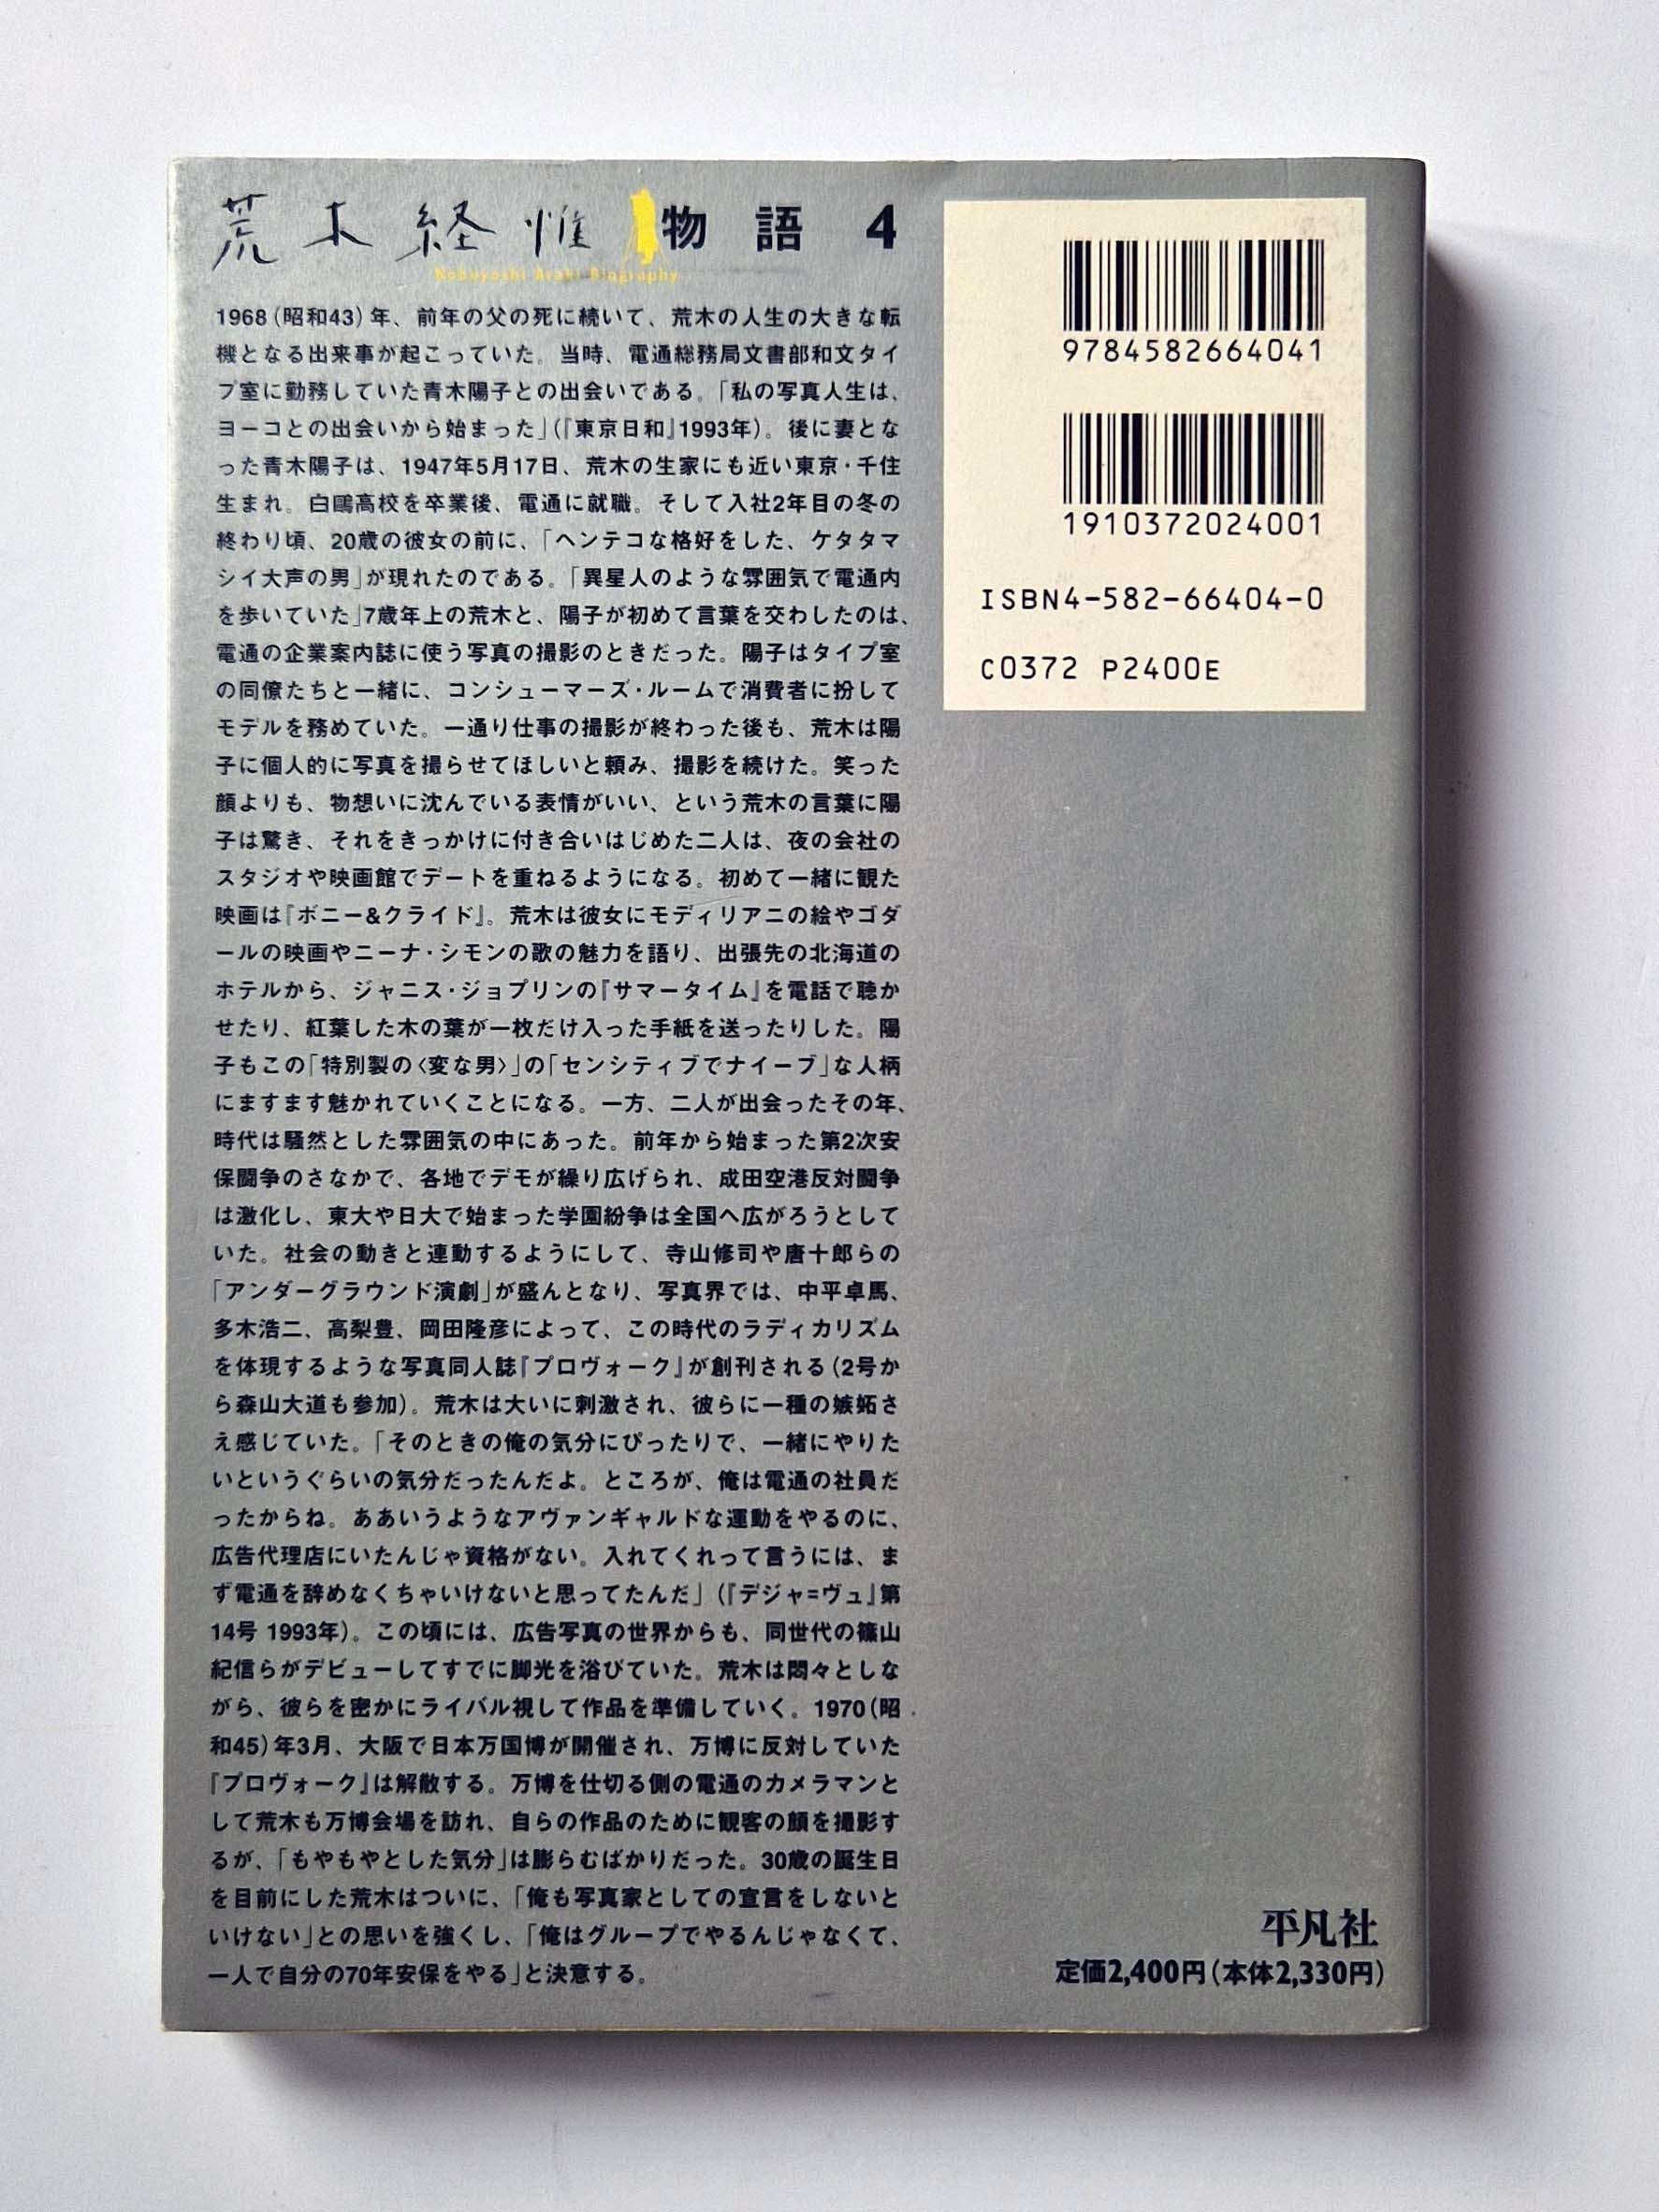 荒木経惟物語 4
Nobuyoshi Araki Biography
1968（昭和43）年、前年の父の死に続いて、荒木の人生の大きな転
機となる出来事が起こっていた。当時、電通総務局文書部和文タイ
プ室に勤務していた青木陽子との出会いである。「私の写真人生は、
ヨーコとの出会いから始まった」（『東京日和』1993年）。後に妻とな
った青木陽子は、1947年5月17日、荒木の生家にも近い東京・千住
生まれ。白鴎高校を卒業後、電通に就職。そして入社2年目の冬の
終わり頃、20歳の彼女の前に、「ヘンテコな格好をした、ケタタマ
シイ大声の男」が現れたのである。「異星人のような雰囲気で電通内
を歩いていた」7歳年上の荒木と、陽子が初めて言葉を交わしたのは、
電通の企業案内誌に使う写真の撮影のときだった。陽子はタイプ室
の同僚たちと一緒に、コンシューマーズ・ルームで消費者に扮して
モデルを務めていた。一通り仕事の撮影が終わった後も、荒木は陽
子に個人的に写真を撮らせてほしいと頼み、撮影を続けた。笑った
顔よりも、物想いに沈んでいる表情がいい、という荒木の言葉に陽
子は驚き、それをきっかけに付き合いはじめた二人は、夜の会社の
スタジオや映画館でデートを重ねるようになる。初めて一緒に観た
映画は『ボニー&クライド』。荒木は彼女にモディリアニの絵やゴダ
ールの映画やニーナ・シモンの歌の魅力を語り、出張先の北海道の
ホテルから、ジャニス・ジョプリンの『サマータイム』を電話で聴か
せたり、紅葉した木の葉が一枚だけ入った手紙を送ったりした。陽
子もこの「特別製の〈変な男〉」の「センシティブでナイーブ」な人柄
にますます魅かれていくことになる。一方、二人が出会ったその年、
時代は騒然とした雰囲気の中にあった。前年から始まった第2次安
保闘争のさなかで、各地でデモが繰り広げられ、成田空港反対闘争
は激化し、東大や日大で始まった学園紛争は全国へ広がろうとして
いた。社会の動きと連動するようにして、寺山修司や唐十郎らの
「アンダーグラウンド演劇」が盛んとなり、写真界では、中平卓馬、
多木浩二、高梨豊、岡田隆彦によって、この時代のラディカリズム
を体現するような写真同人誌『プロヴォーク』が創刊される（2号か
ら森山大道も参加）。荒木は大いに刺激され、彼らに一種の嫉妬さ
え感じていた。「そのときの俺の気分にぴったりで、一緒にやりた
いというぐらいの気分だったんだよ。ところが、俺は電通の社員だ
ったからね。ああいうようなアヴァンギャルドな運動をやるのに、
広告代理店にいたんじゃ資格がない。入れてくれって言うには、ま
ず電通を辞めなくちゃいけないと思ってたんだ」（『デジャ=ヴュ』第
14号 1993年）。この頃には、広告写真の世界からも、同世代の篠山
紀信らがデビューしてすでに脚光を浴びていた。荒木は悶々としな
がら、彼らを密かにライバル視して作品を準備していく。1970（昭
和45）年3月、大阪で日本万国博が開催され、万博に反対していた
『プロヴォーク』は解散する。万博を仕切る側の電通のカメラマンと
して荒木も万博会場を訪れ、自らの作品のために観客の顔を撮影す
るが、「もやもやとした気分」は膨らむばかりだった。30歳の誕生日
を目前にした荒木はついに、「俺も写真家としての宣言をしないと
いけない」との思いを強くし、「俺はグループでやるんじゃなくて、
一人で自分の70年安保をやる」と決意する。
9784582664041
1910372024001
ISBN4-582-66404-0
C0372 P2400E
平凡社
定価2,400円（本体2,330円）